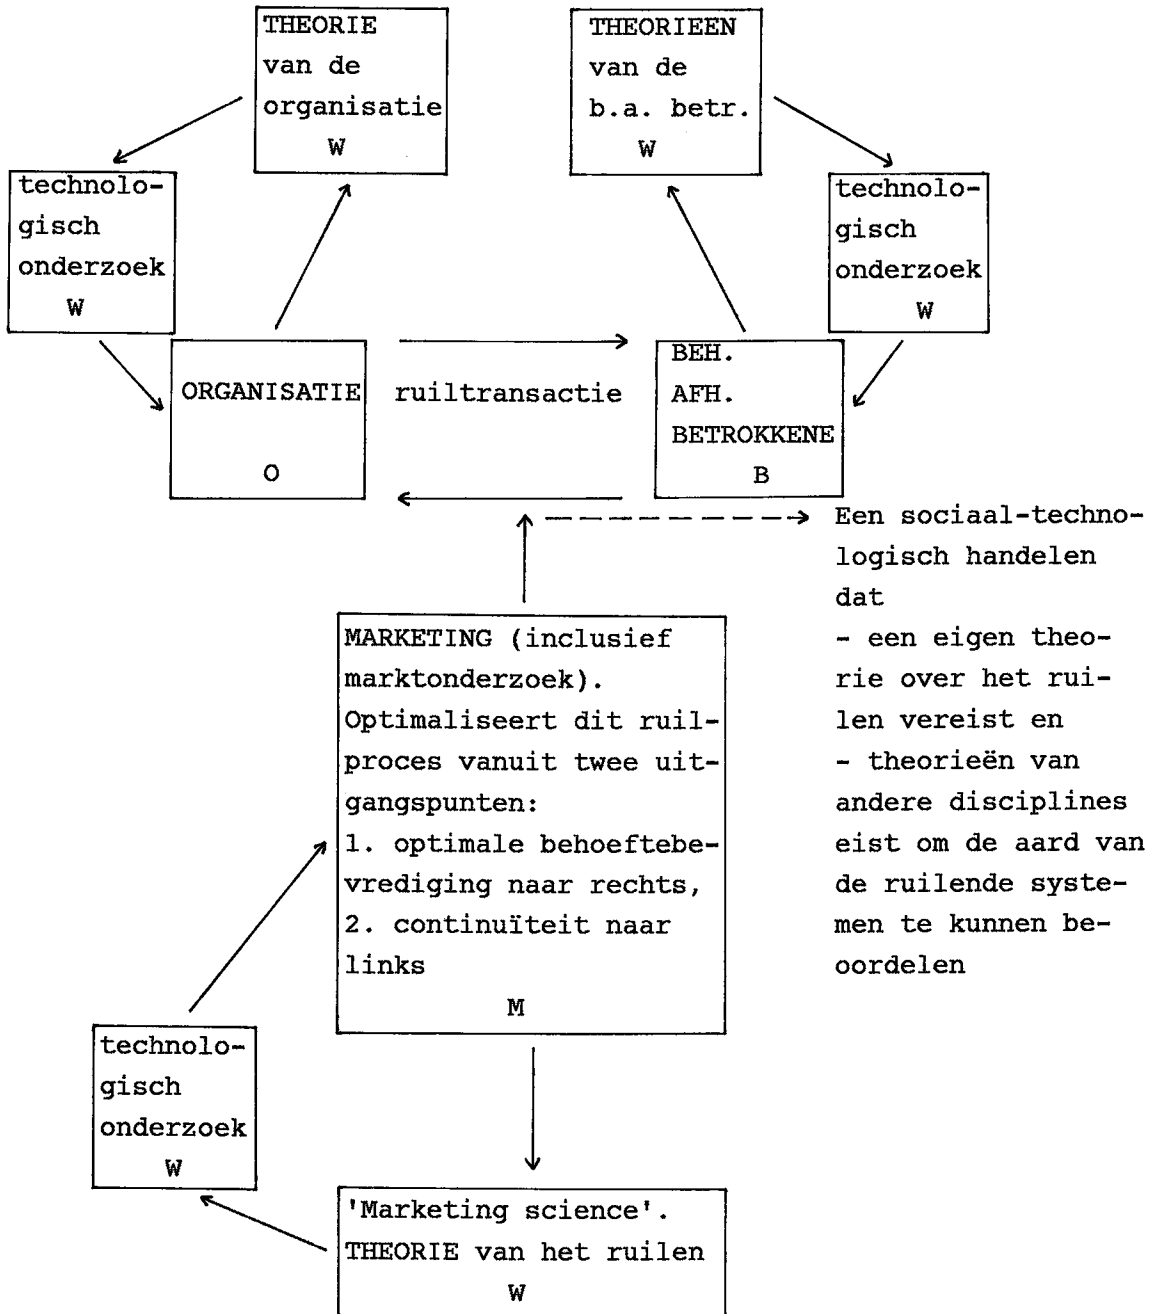 THEORIE
van de
organisatie
W
THEORIEEN
van de
b.a. betr.
W
technolo-
gisch
onderzoek
W
technolo-
gisch
onderzoek
W
ORGANISATIE
O
ruiltransactie
BEH.
AFH.
BETROKKENE
B
Een sociaal-techno-
logisch handelen
dat
- een eigen theo-
rie over het rui-
len vereist en
- theorieën van
andere disciplines
eist om de aard van
de ruilende syste-
men te kunnen be-
oordelen
MARKETING (inclusief
marktonderzoek).
Optimaliseert dit ruil-
proces vanuit twee uit-
gangspunten:
1. optimale behoeftebe-
vrediging naar rechts,
2. continuïteit naar
links
M
technolo-
gisch
onderzoek
W
'Marketing science'.
THEORIE van het ruilen
W